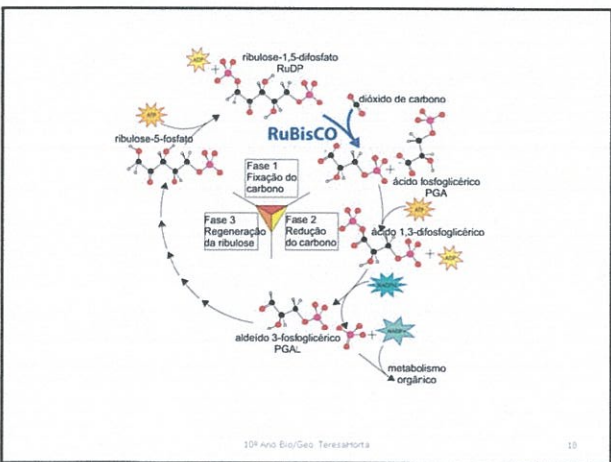 ribulose-1,5-difosfato
RuDP
ADP
+
dióxido de carbono
ATP
RuBisCO
ribulose-5-fosfato
Fase 1
Fixação do
carbono
+
ácido fosfoglicérico
PGA
Fase 3
Regeneração
da ribulose
Fase 2
Redução
do carbono
ATP
ácido 1,3-difosfoglicérico
+
ADP
NADPH
aldeído 3-fosfoglicérico
PGAL
+
NADP+
metabolismo
orgânico
10º Ano Bio/Geo TeresaHorta